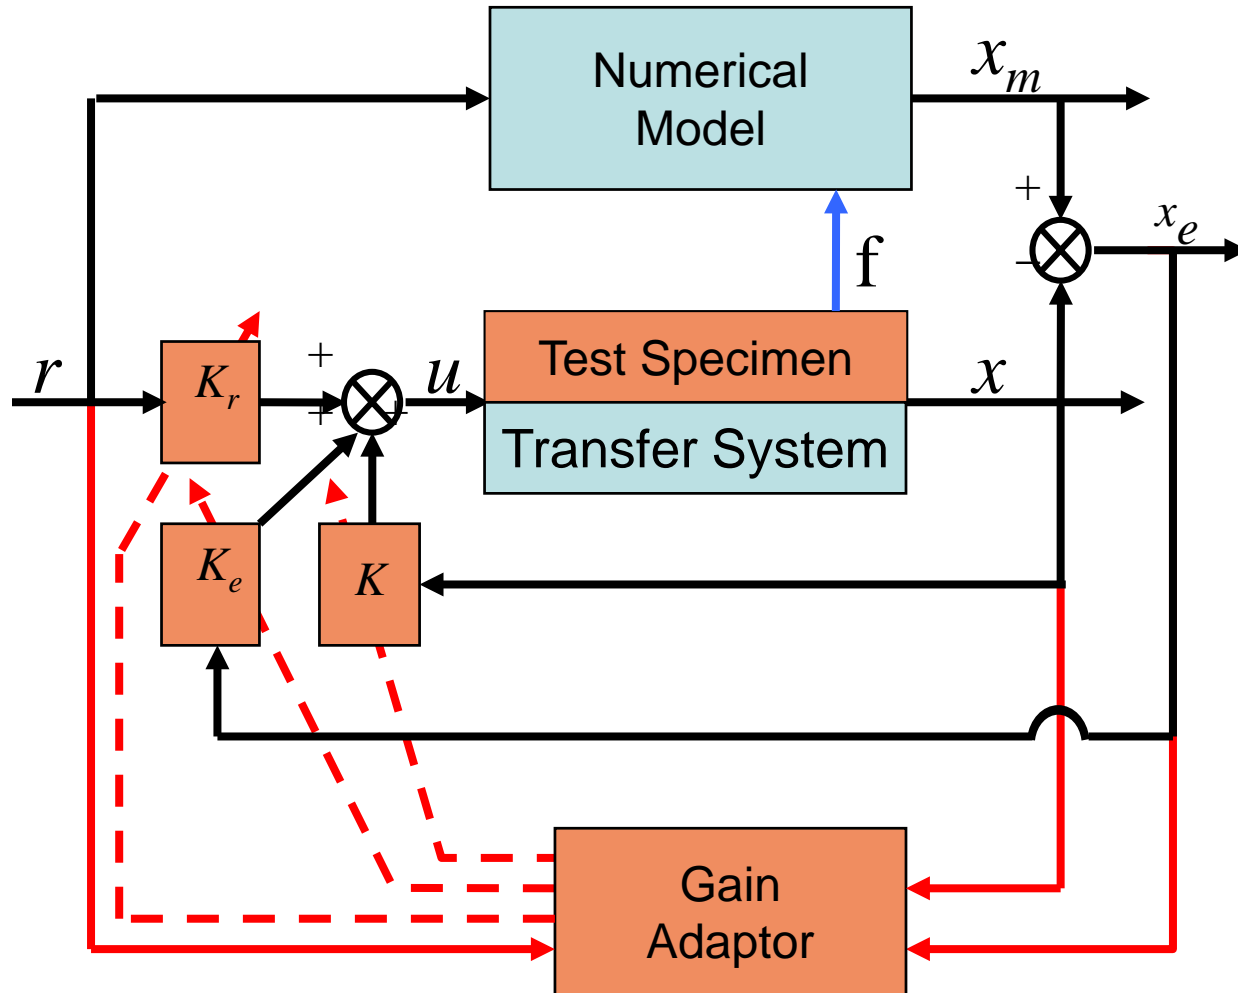 Numerical
Model
x_m
+
−
x_e
f
r
K_r
+
+
+
u
Test Specimen
Transfer System
x
K_e
K
Gain
Adaptor